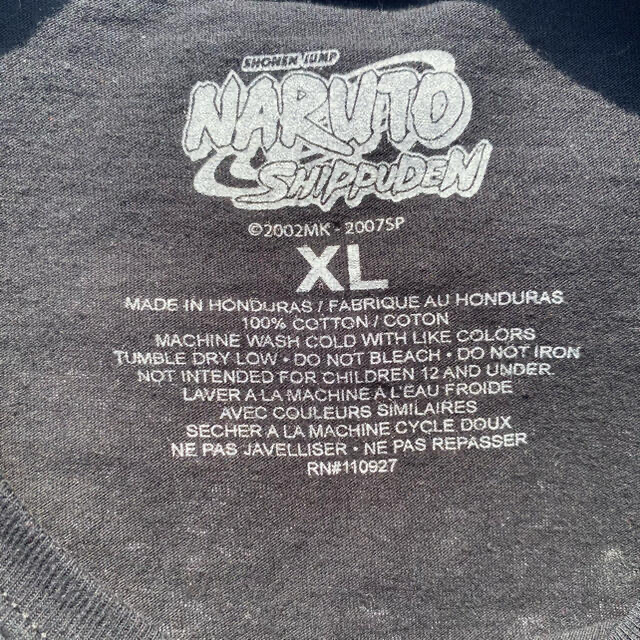 SHONEN JUMP
NARUTO
SHIPPUDEN
©2002MK - 2007SP
XL
MADE IN HONDURAS / FABRIQUE AU HONDURAS
100% COTTON / COTON
MACHINE WASH COLD WITH LIKE COLORS
TUMBLE DRY LOW • DO NOT BLEACH • DO NOT IRON
NOT INTENDED FOR CHILDREN 12 AND UNDER.
LAVER A LA MACHINE À L'EAU FROIDE
AVEC COULEURS SIMILAIRES
SECHER A LA MACHINE CYCLE DOUX
NE PAS JAVELLISER • NE PAS REPASSER
RN#110927